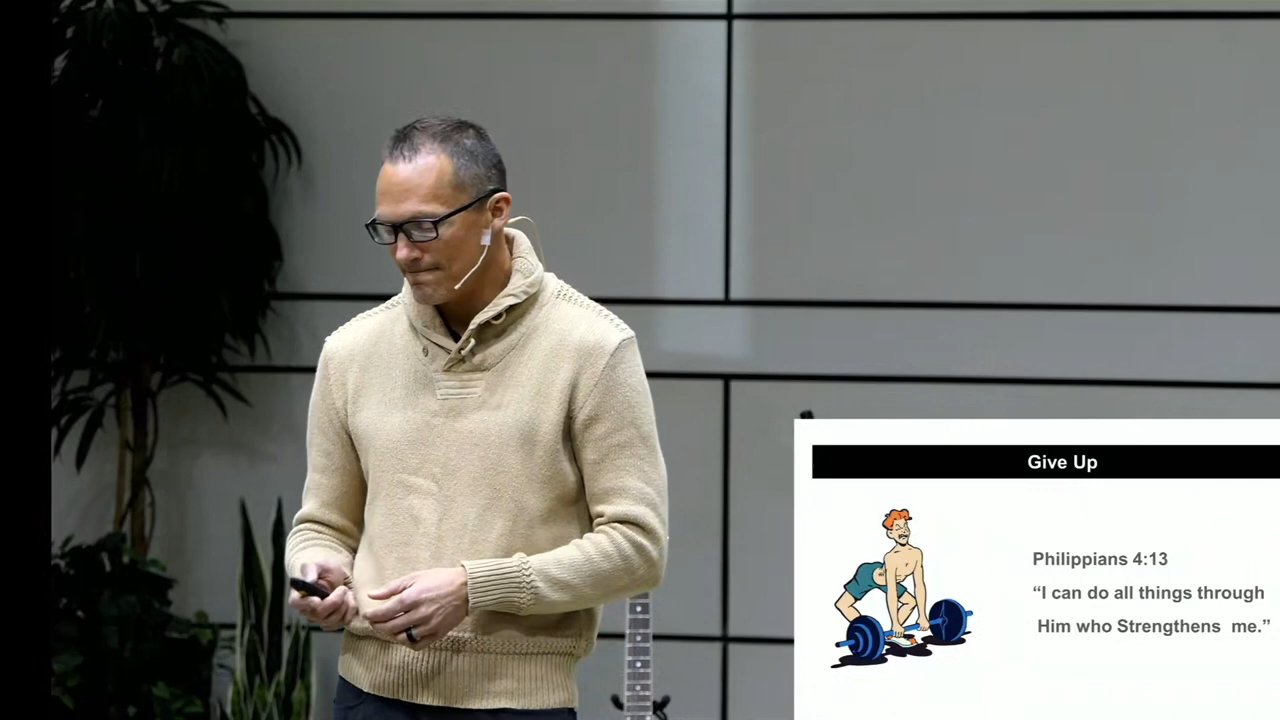 Give Up
Philippians 4:13
“I can do all things through
Him who Strengthens me.”